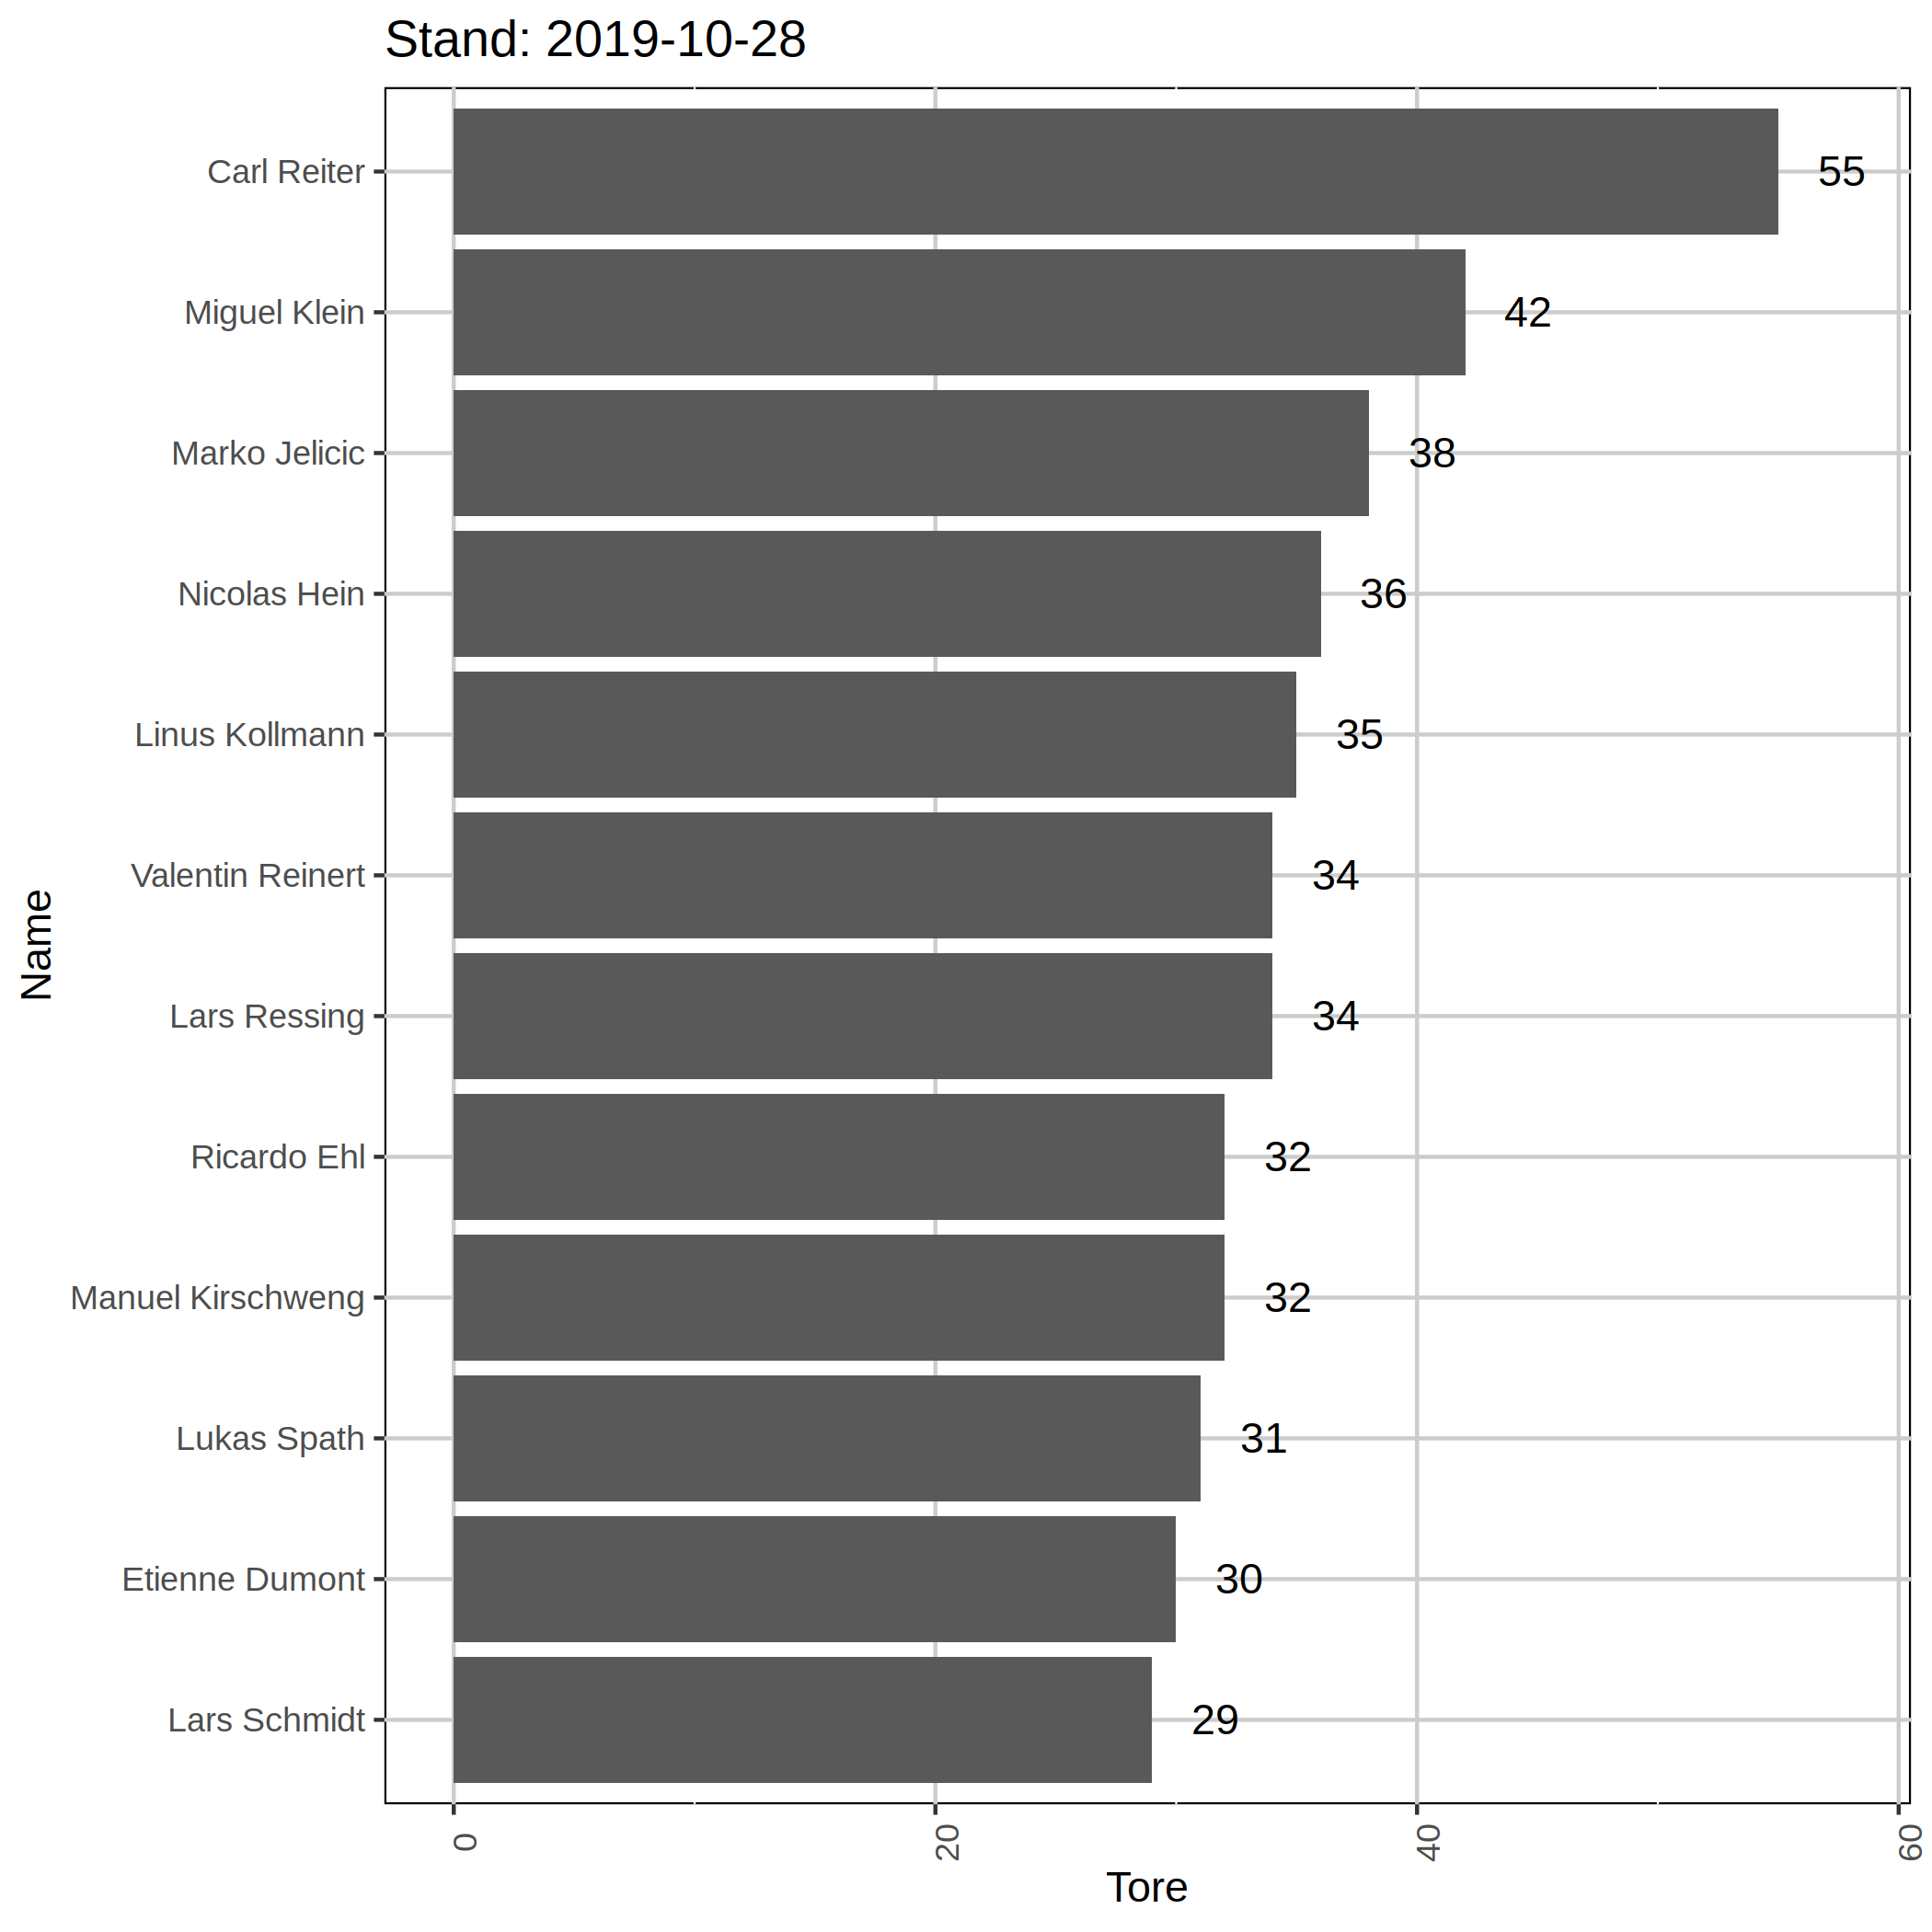 Stand: 2019-10-28
Carl Reiter 55
Miguel Klein 42
Marko Jelicic 38
Nicolas Hein 36
Linus Kollmann 35
Valentin Reinert 34
Lars Ressing 34
Ricardo Ehl 32
Manuel Kirschweng 32
Lukas Spath 31
Etienne Dumont 30
Lars Schmidt 29
Name
0 20 40 60
Tore